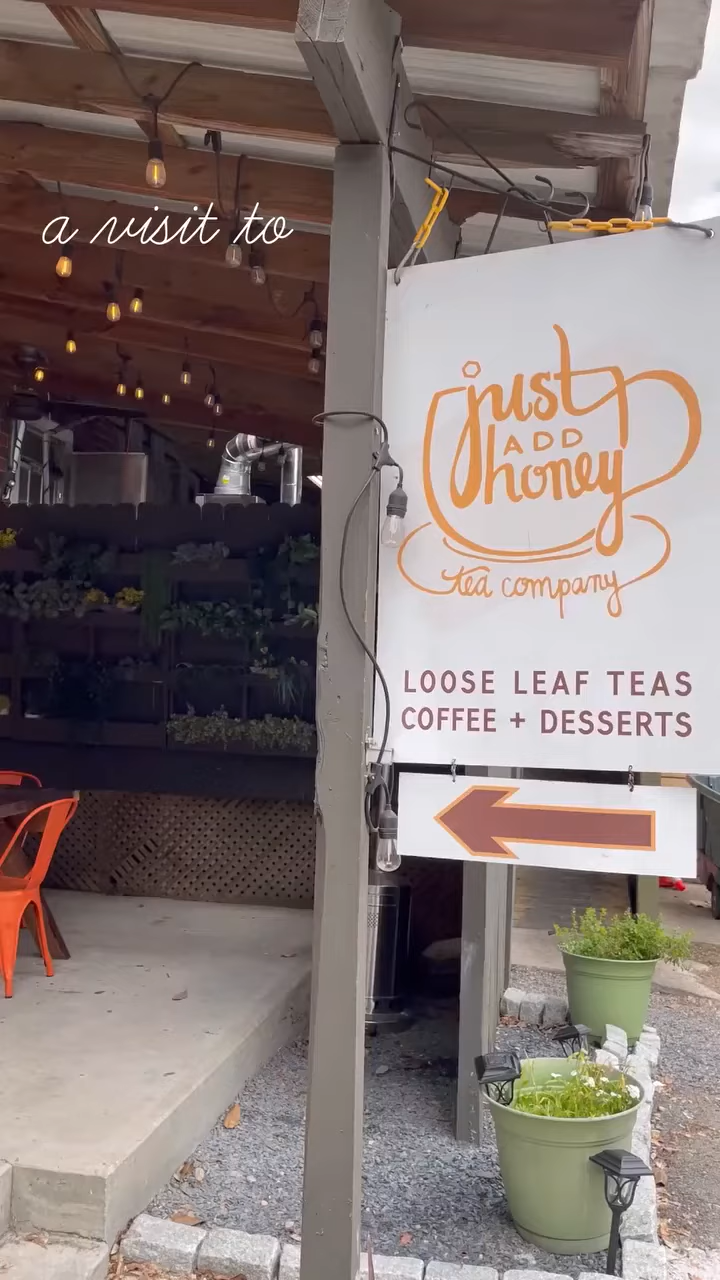 a visit to
just
ADD
honey
tea company
LOOSE LEAF TEAS
COFFEE + DESSERTS